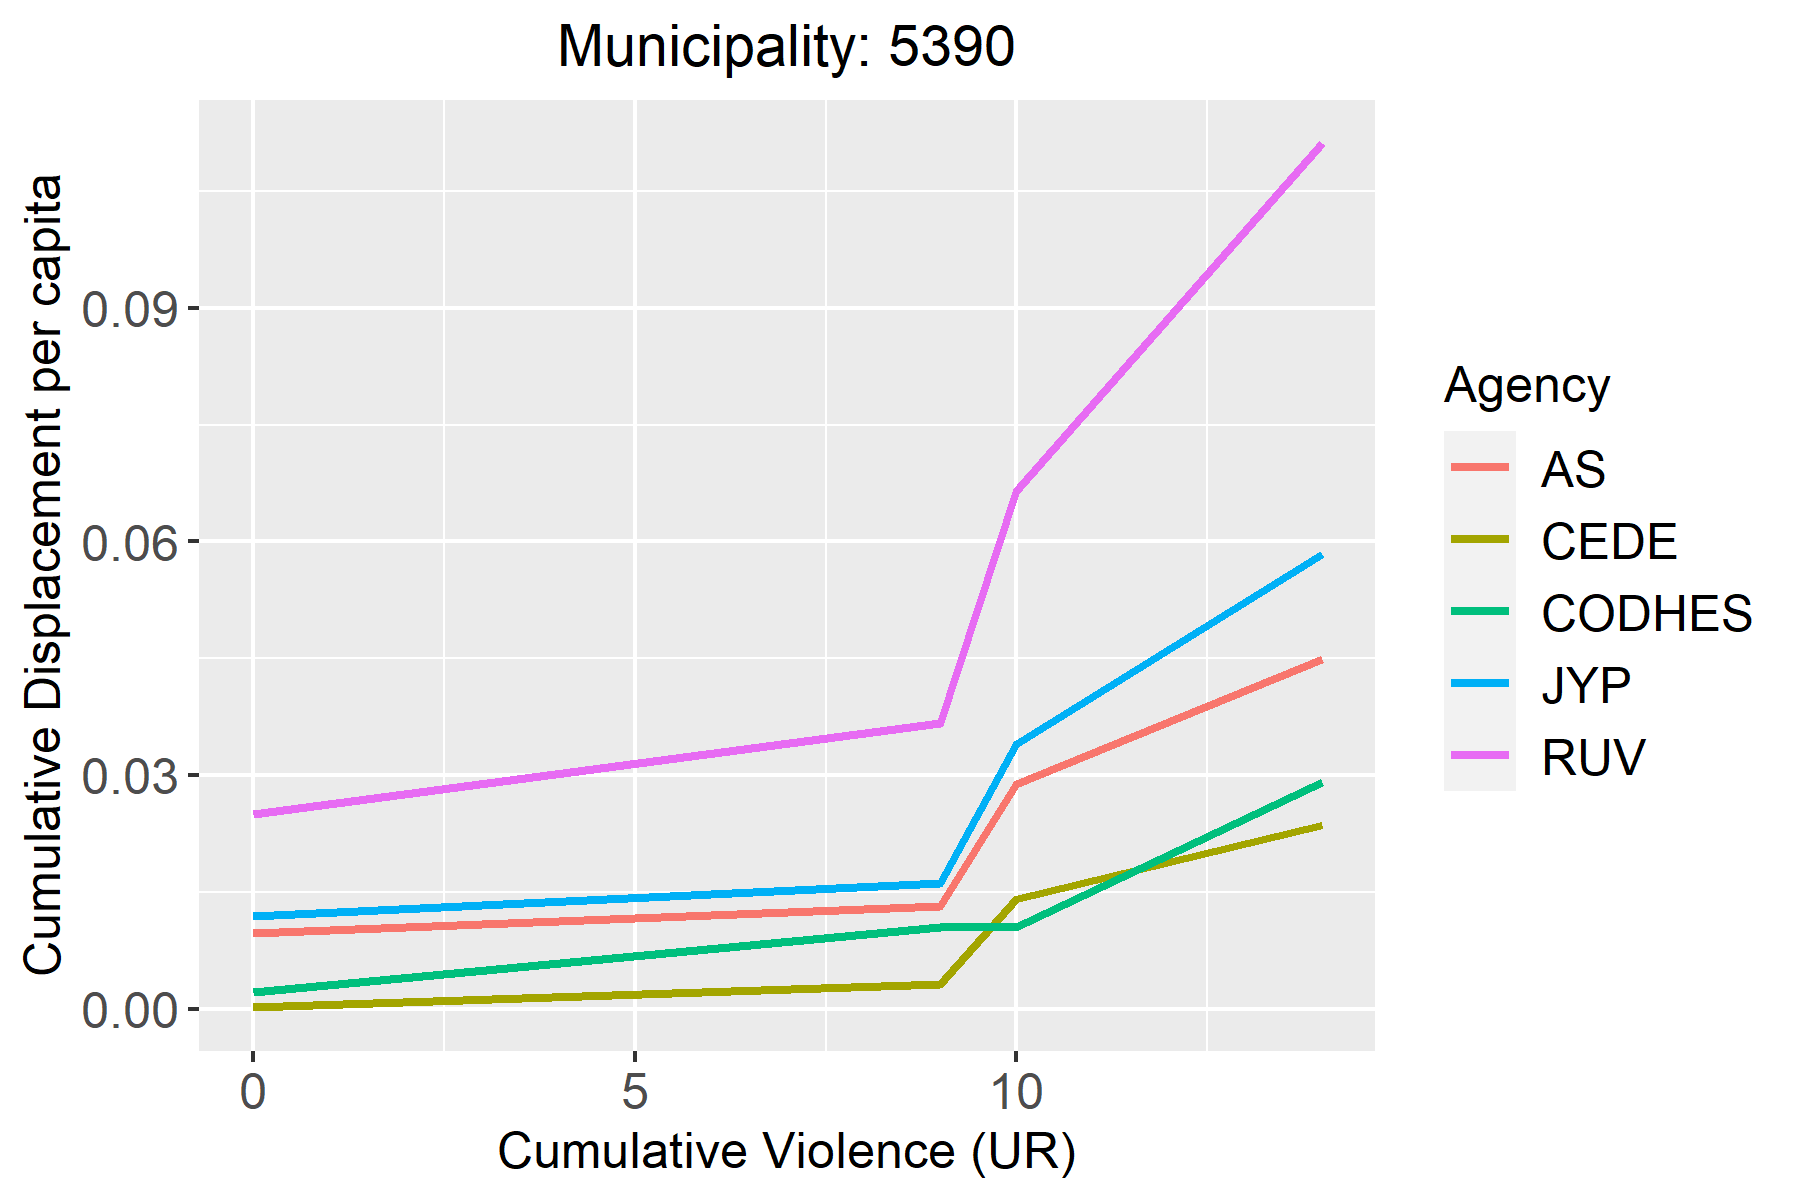 Municipality: 5390
Cumulative Displacement per capita
0.09
0.06
0.03
0.00
0
5
10
Cumulative Violence (UR)
Agency
AS
CEDE
CODHES
JYP
RUV